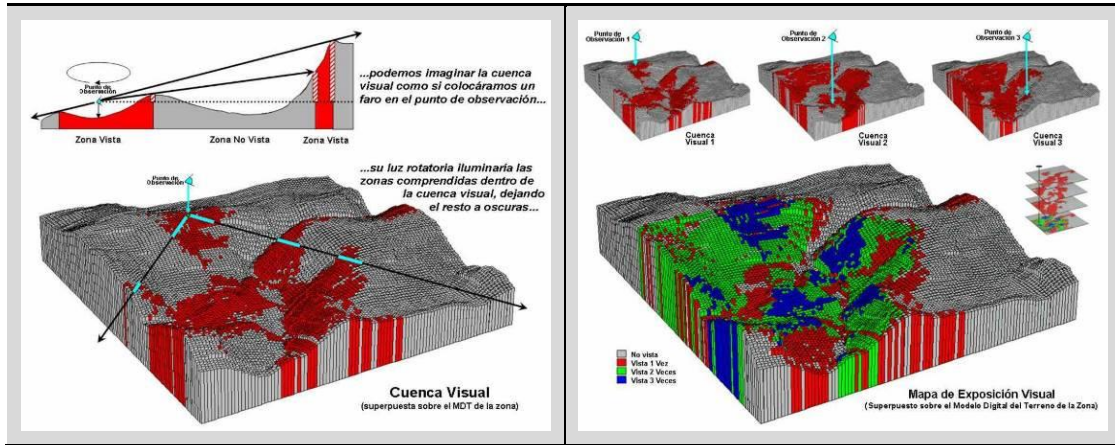 Punto de
Observación
...podemos imaginar la cuenca
visual como si colocáramos un
faro en el punto de observación...
Zona Vista
Zona No Vista
Zona Vista
...su luz rotatoria iluminaría las
zonas comprendidas dentro de
la cuenca visual, dejando
el resto a oscuras...
Punto de
Observación
Cuenca Visual
(superpuesta sobre el MDT de la zona)
Punto de
Observación 1
Punto de
Observación 2
Punto de
Observación 3
Cuenca
Visual 1
Cuenca
Visual 2
Cuenca
Visual 3
No vista
Vista 1 Vez
Vista 2 Veces
Vista 3 Veces
Mapa de Exposición Visual
(Superpuesto sobre el Modelo Digital del Terreno de la Zona)